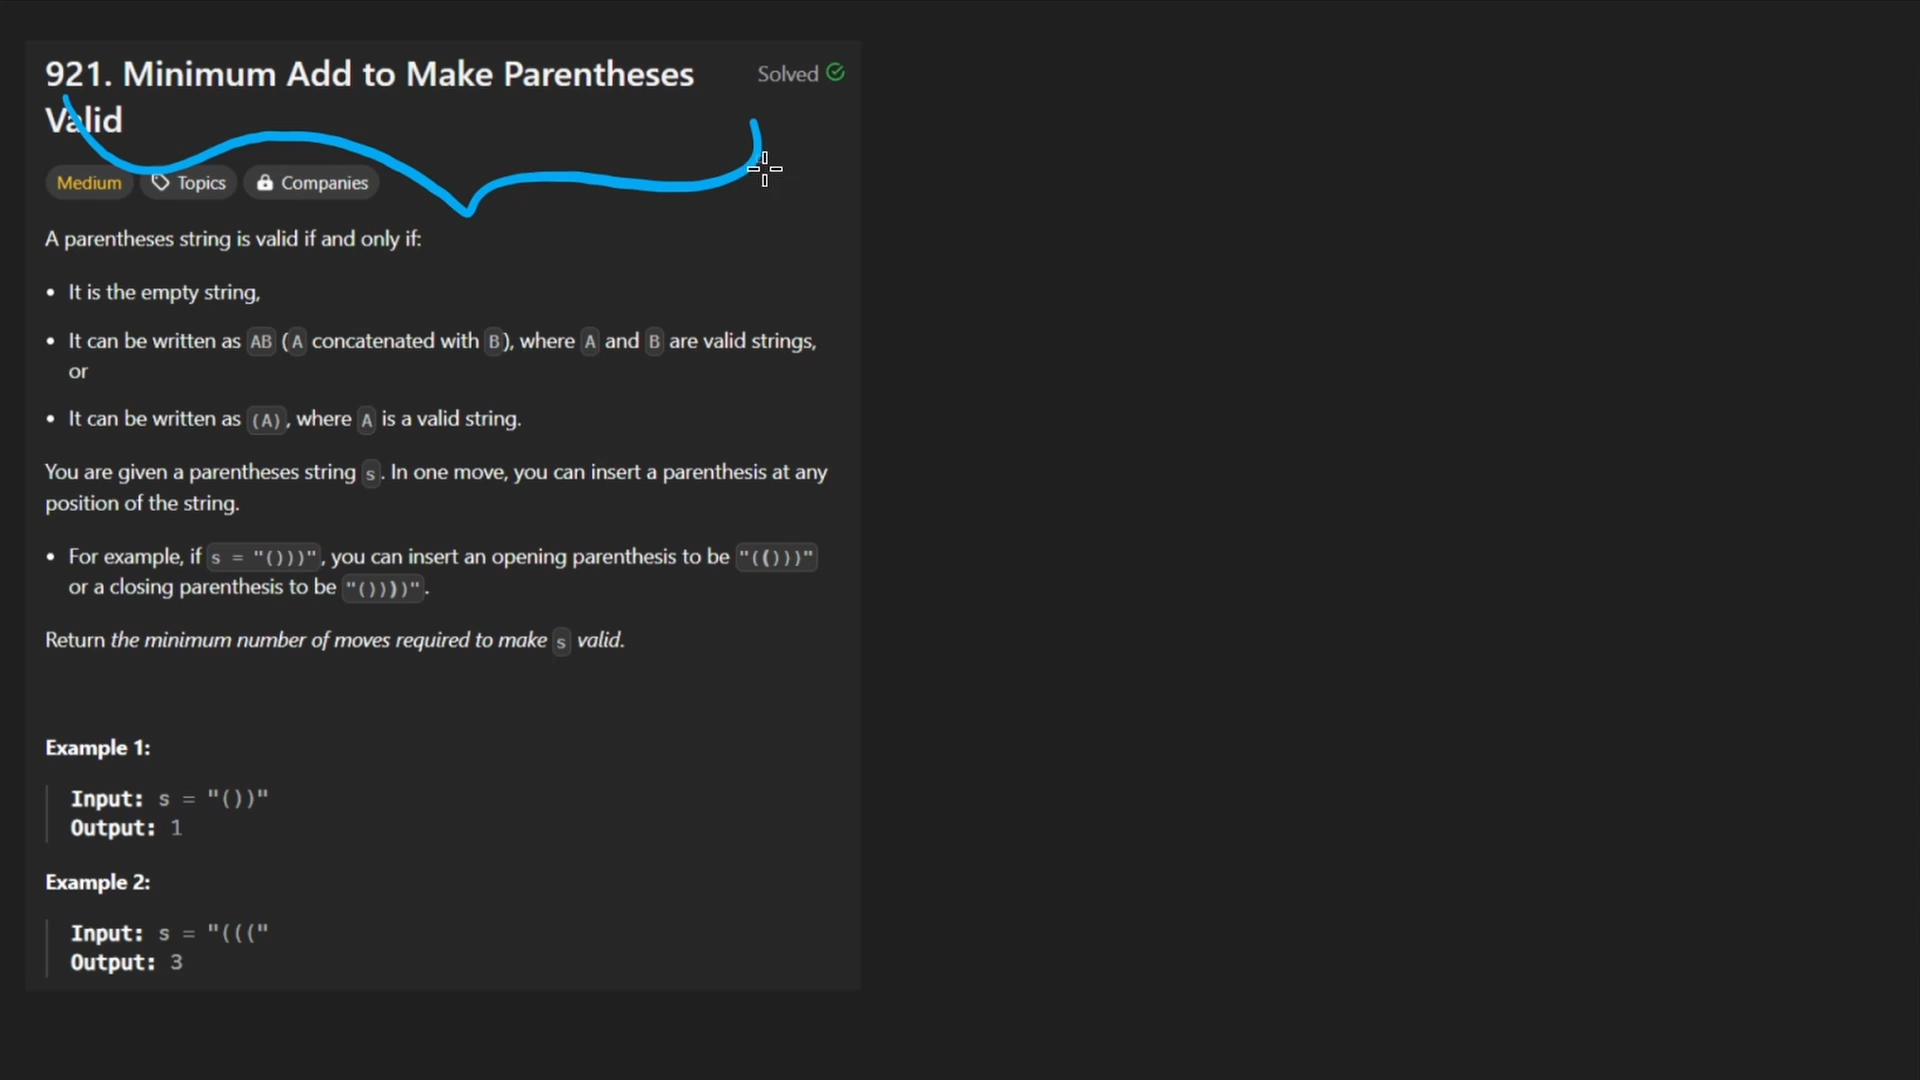 921. Minimum Add to Make Parentheses
Solved
Valid
Medium Topics Companies
A parentheses string is valid if and only if:
• It is the empty string,
• It can be written as AB (A concatenated with B), where A and B are valid strings,
or
• It can be written as (A), where A is a valid string.
You are given a parentheses string s. In one move, you can insert a parenthesis at any
position of the string.
• For example, if s = "()))", you can insert an opening parenthesis to be "(()))"
or a closing parenthesis to be "())))".
Return the minimum number of moves required to make s valid.
Example 1:
Input: s = "())"
Output: 1
Example 2:
Input: s = "((("
Output: 3